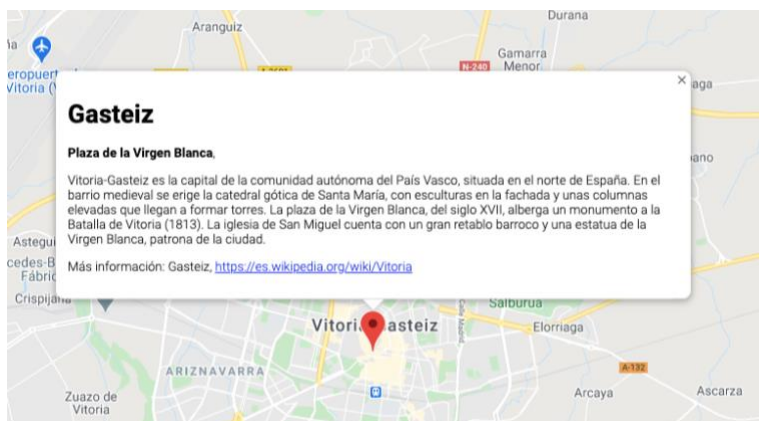 Durana
Aranguiz
Gamarra
Menor
N-240
Vitoria
Gasteiz
Plaza de la Virgen Blanca,
Vitoria-Gasteiz es la capital de la comunidad autónoma del País Vasco, situada en el norte de España. En el
barrio medieval se erige la catedral gótica de Santa María, con esculturas en la fachada y unas columnas
elevadas que llegan a formar torres. La plaza de la Virgen Blanca, del siglo XVII, alberga un monumento a la
Batalla de Vitoria (1813). La iglesia de San Miguel cuenta con un gran retablo barroco y una estatua de la
Virgen Blanca, patrona de la ciudad.
Más información: Gasteiz, https://es.wikipedia.org/wiki/Vitoria
Salburua
Elorriaga
ARIZNAVARRA
A-132
Zuazo de
Vitoria
Arcaya
Ascarza